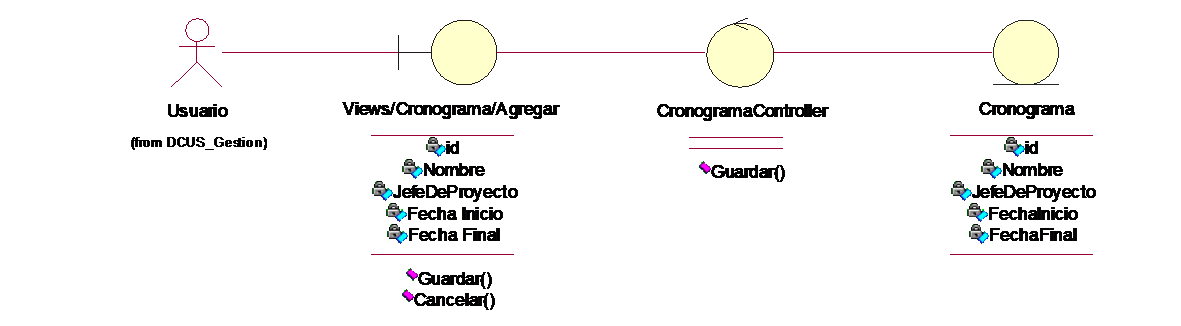 Usuario
(from DCUS_Gestion)
Views/Cronograma/Agregar
id
Nombre
JefeDeProyecto
Fecha Inicio
Fecha Final
Guardar()
Cancelar()
CronogramaController
Guardar()
Cronograma
id
Nombre
JefeDeProyecto
FechaInicio
FechaFinal